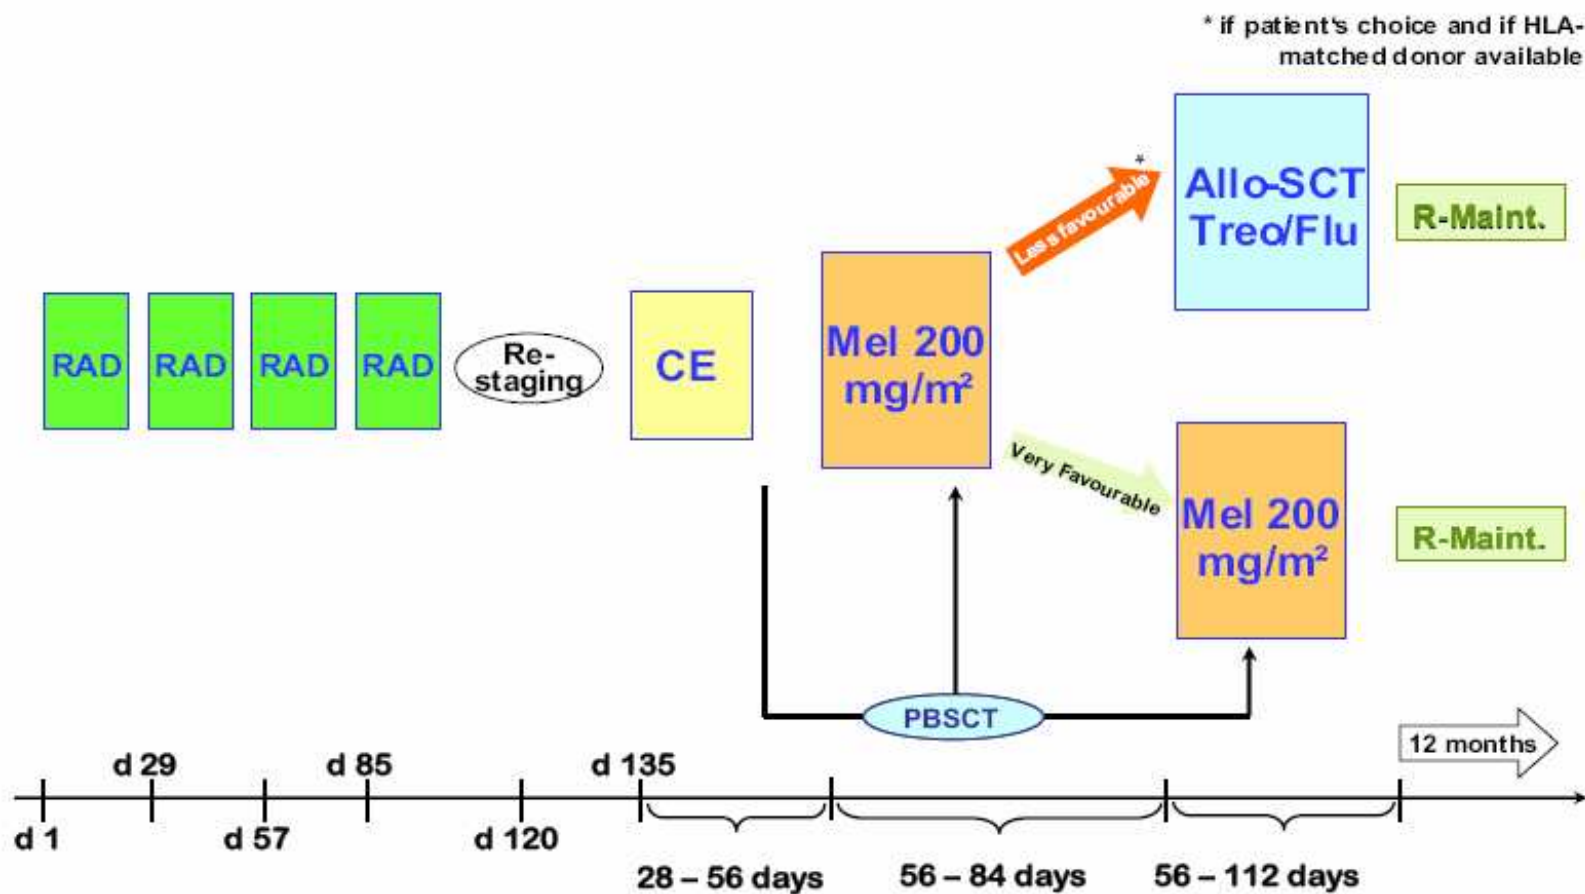 * if patient's choice and if HLA-
matched donor available
Allo-SCT
Treo/Flu
R-Maint.
Less favourable
*
RAD
RAD
RAD
RAD
Re-
staging
CE
Mel 200
mg/m²
Very Favourable
Mel 200
mg/m²
R-Maint.
PBSCT
12 months
d 29
d 85
d 135
d 1
d 57
d 120
28 – 56 days
56 – 84 days
56 – 112 days